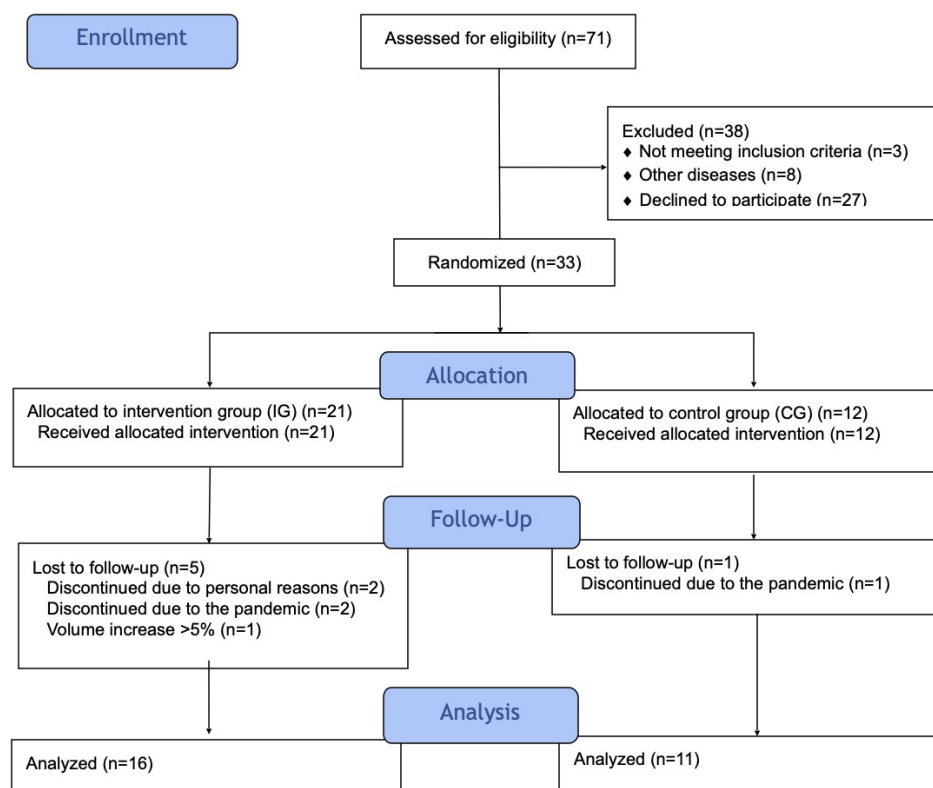 Enrollment
Assessed for eligibility (n=71)
Excluded (n=38)
♦ Not meeting inclusion criteria (n=3)
♦ Other diseases (n=8)
♦ Declined to participate (n=27)
Randomized (n=33)
Allocation
Allocated to intervention group (IG) (n=21)
Received allocated intervention (n=21)
Allocated to control group (CG) (n=12)
Received allocated intervention (n=12)
Follow-Up
Lost to follow-up (n=5)
Discontinued due to personal reasons (n=2)
Discontinued due to the pandemic (n=2)
Volume increase >5% (n=1)
Lost to follow-up (n=1)
Discontinued due to the pandemic (n=1)
Analysis
Analyzed (n=16)
Analyzed (n=11)